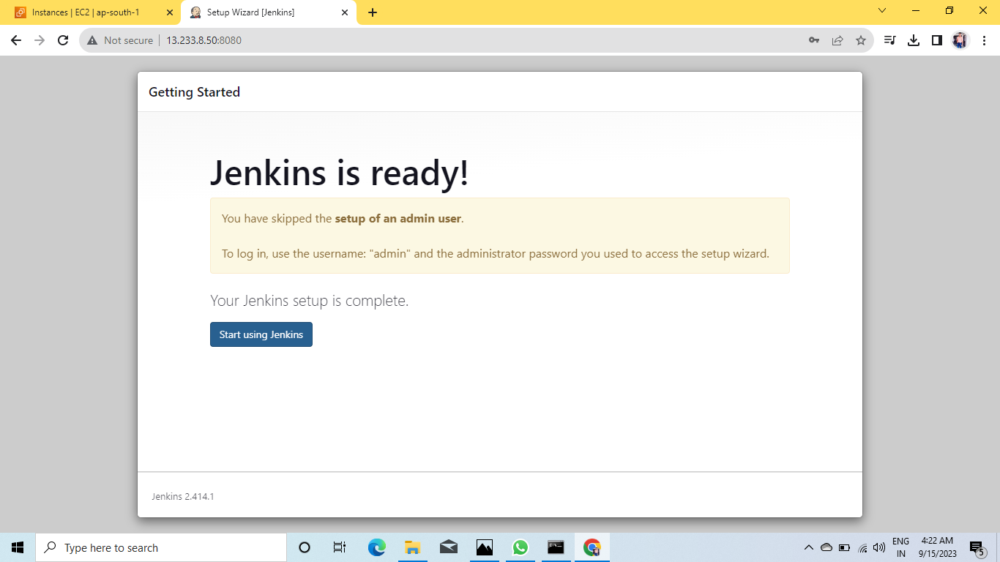 Instances | EC2 | ap-south-1
Setup Wizard [Jenkins]
Not secure
13.233.8.50:8080
Getting Started
Jenkins is ready!
You have skipped the setup of an admin user.
To log in, use the username: "admin" and the administrator password you used to access the setup wizard.
Your Jenkins setup is complete.
Start using Jenkins
Jenkins 2.414.1
Type here to search
ENG
IN
4:22 AM
9/15/2023
5